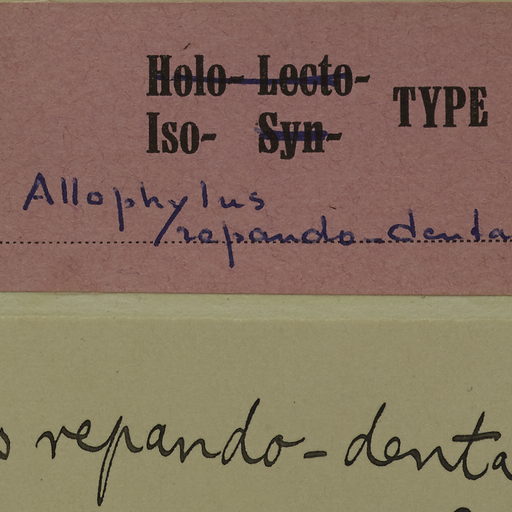 Holo- Lecto-
Iso- Syn- TYPE
Allophylus
repando-denta
s repando-denta